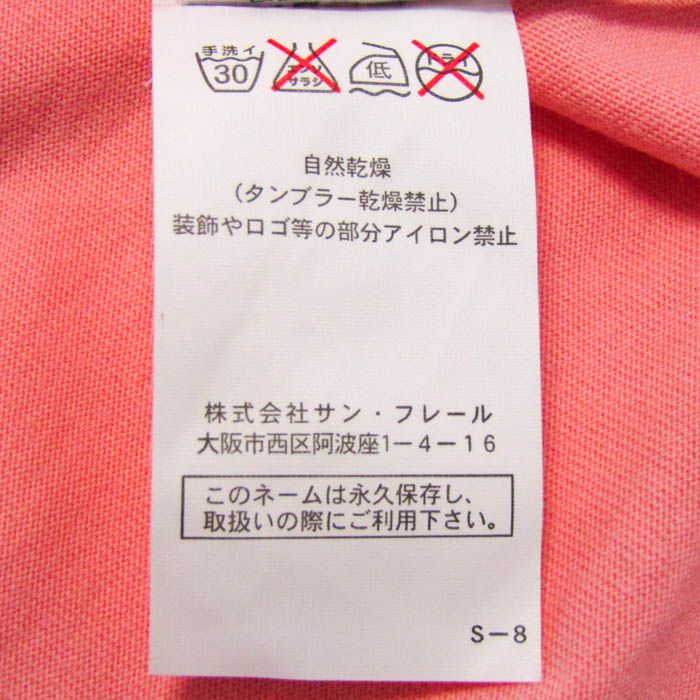 手洗イ
30
エンソ
サラシ
低
ドライ
自然乾燥
(タンブラー乾燥禁止)
装飾やロゴ等の部分アイロン禁止
株式会社サン・フレール
大阪市西区阿波座1-4-16
このネームは永久保存し、
取扱いの際にご利用下さい。
S-8